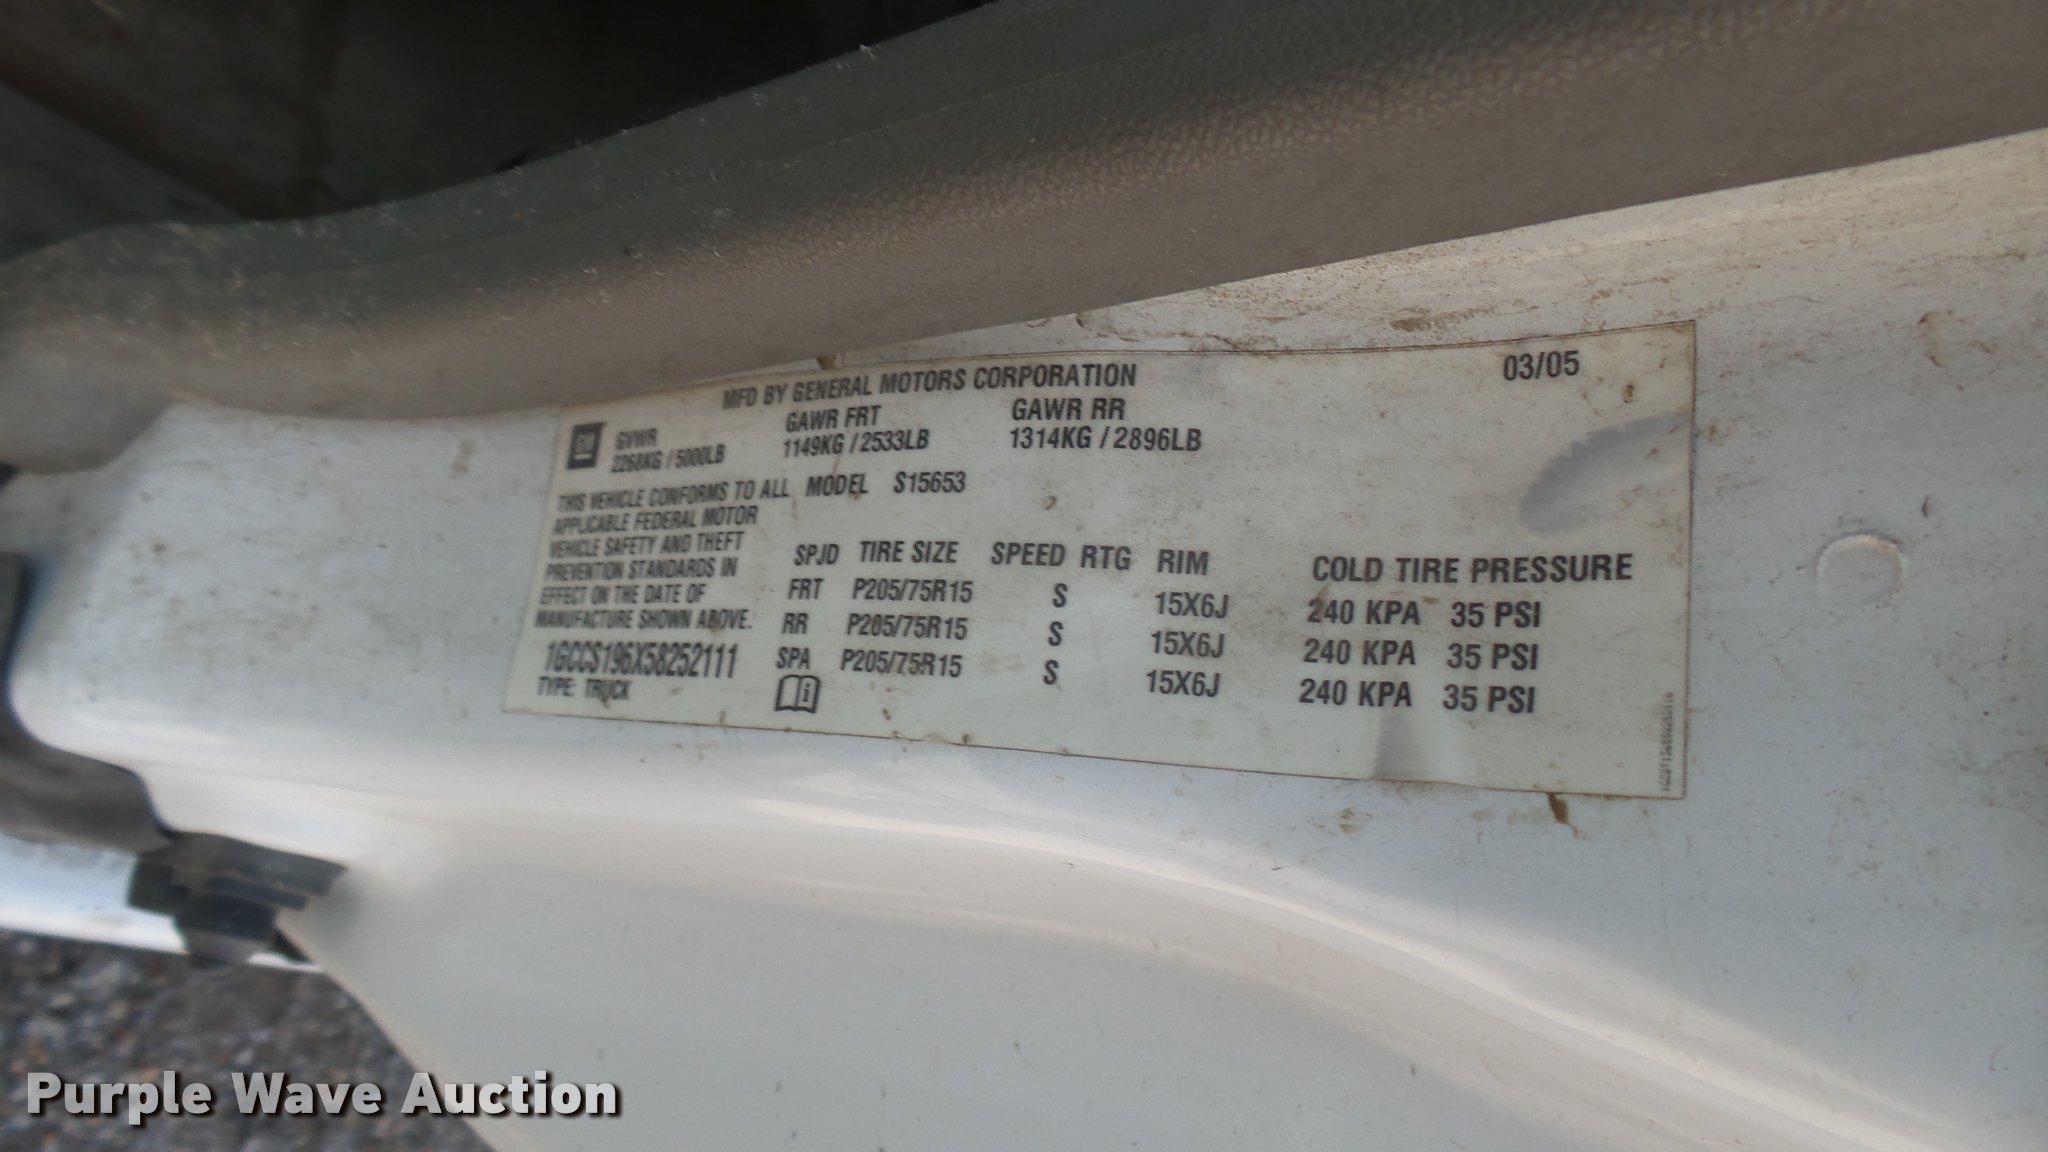 MFD BY GENERAL MOTORS CORPORATION 03/05
GM
GVWR GAWR FRT GAWR RR
2268KG / 5000LB 1149KG / 2533LB 1314KG / 2896LB
THIS VEHICLE CONFORMS TO ALL MODEL S15653
APPLICABLE FEDERAL MOTOR
VEHICLE SAFETY AND THEFT
PREVENTION STANDARDS IN
EFFECT ON THE DATE OF
MANUFACTURE SHOWN ABOVE.
1GCCS196X58252111
TYPE: TRUCK
SPJD TIRE SIZE SPEED RTG RIM COLD TIRE PRESSURE
FRT P205/75R15 S 15X6J 240 KPA 35 PSI
RR P205/75R15 S 15X6J 240 KPA 35 PSI
SPA P205/75R15 S 15X6J 240 KPA 35 PSI
Purple Wave Auction